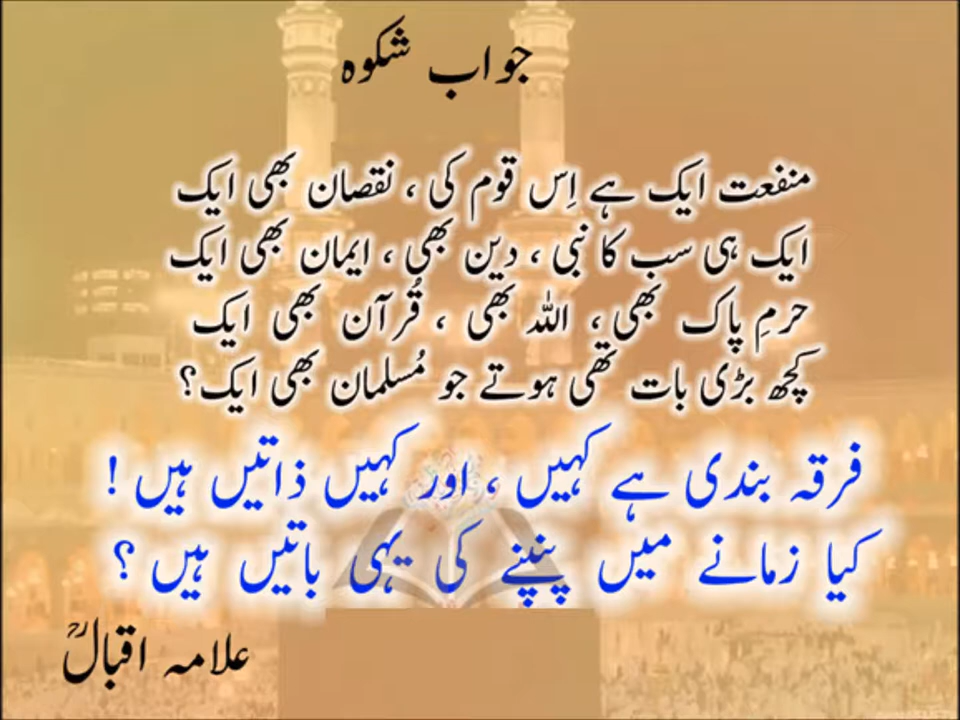 جواب شکوہ
منفعت ایک ہے اِس قوم کی ، نقصان بھی ایک
ایک ہی سب کا نبی ، دین بھی ، ایمان بھی ایک
حرمِ پاک بھی ، اللہ بھی ، قُرآن بھی ایک
کچھ بڑی بات تھی ہوتے جو مُسلمان بھی ایک ؟
فرقہ بندی ہے کہیں ، اور کہیں ذاتیں ہیں !
کیا زمانے میں پنپنے کی یہی باتیں ہیں ؟
علامہ اقبالؒ